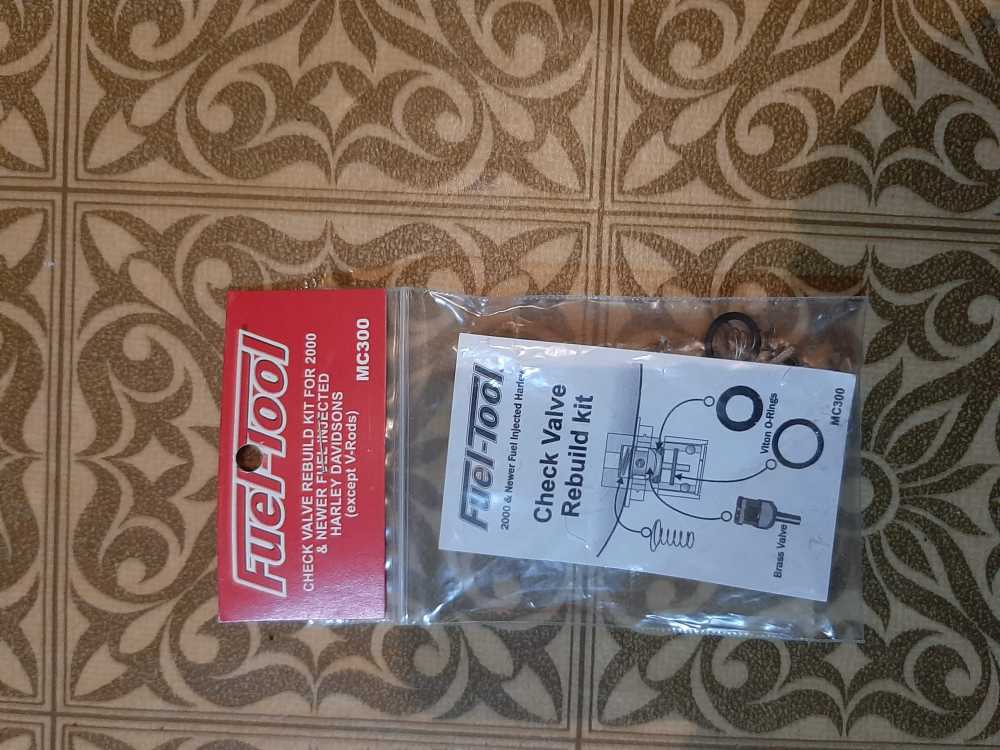 Fuel-Tool
CHECK VALVE REBUILD KIT FOR 2000
& NEWER FUEL INJECTED
HARLEY DAVIDSONS
(except V-Rods)
MC300
Fuel-Tool
2000 & Newer Fuel Injected Harley
Check Valve
Rebuild kit
Viton O-Rings
Brass Valve
MC300